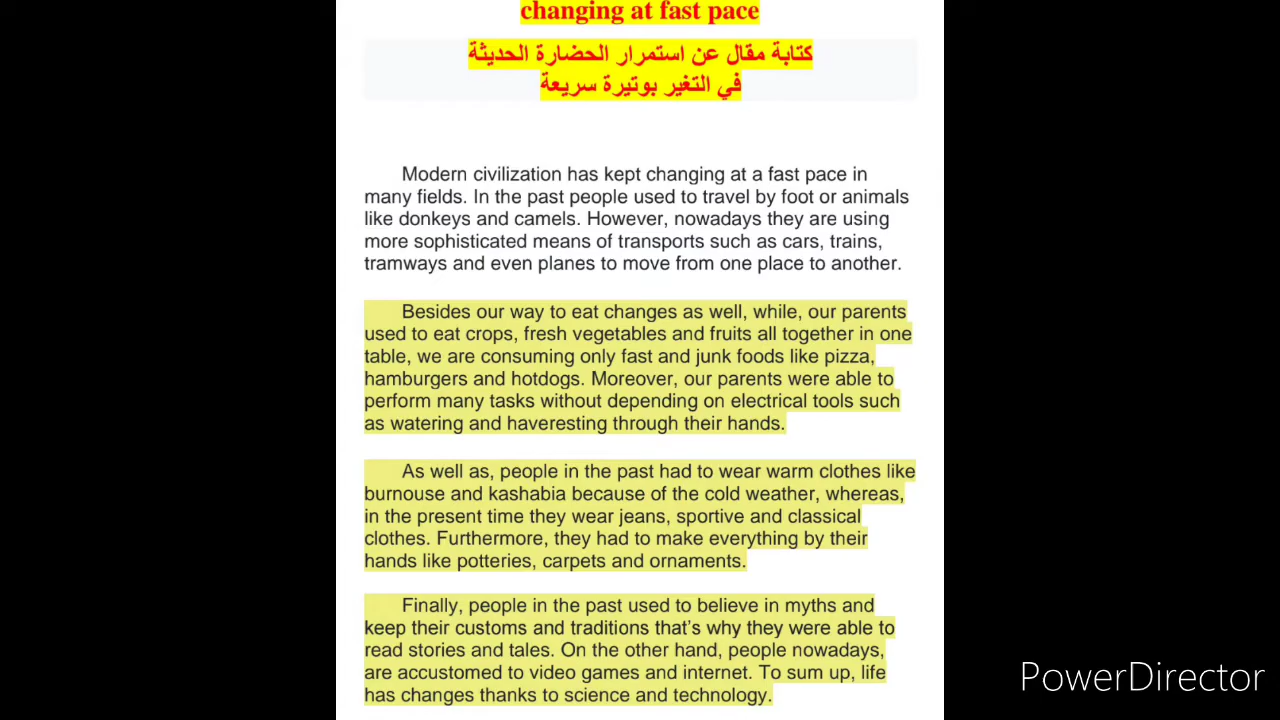 changing at fast pace
كتابة مقال عن استمرار الحضارة الحديثة
في التغير بوتيرة سريعة
Modern civilization has kept changing at a fast pace in
many fields. In the past people used to travel by foot or animals
like donkeys and camels. However, nowadays they are using
more sophisticated means of transports such as cars, trains,
tramways and even planes to move from one place to another.
Besides our way to eat changes as well, while, our parents
used to eat crops, fresh vegetables and fruits all together in one
table, we are consuming only fast and junk foods like pizza,
hamburgers and hotdogs. Moreover, our parents were able to
perform many tasks without depending on electrical tools such
as watering and haveresting through their hands.
As well as, people in the past had to wear warm clothes like
burnouse and kashabia because of the cold weather, whereas,
in the present time they wear jeans, sportive and classical
clothes. Furthermore, they had to make everything by their
hands like potteries, carpets and ornaments.
Finally, people in the past used to believe in myths and
keep their customs and traditions that's why they were able to
read stories and tales. On the other hand, people nowadays,
are accustomed to video games and internet. To sum up, life
has changes thanks to science and technology.
PowerDirector